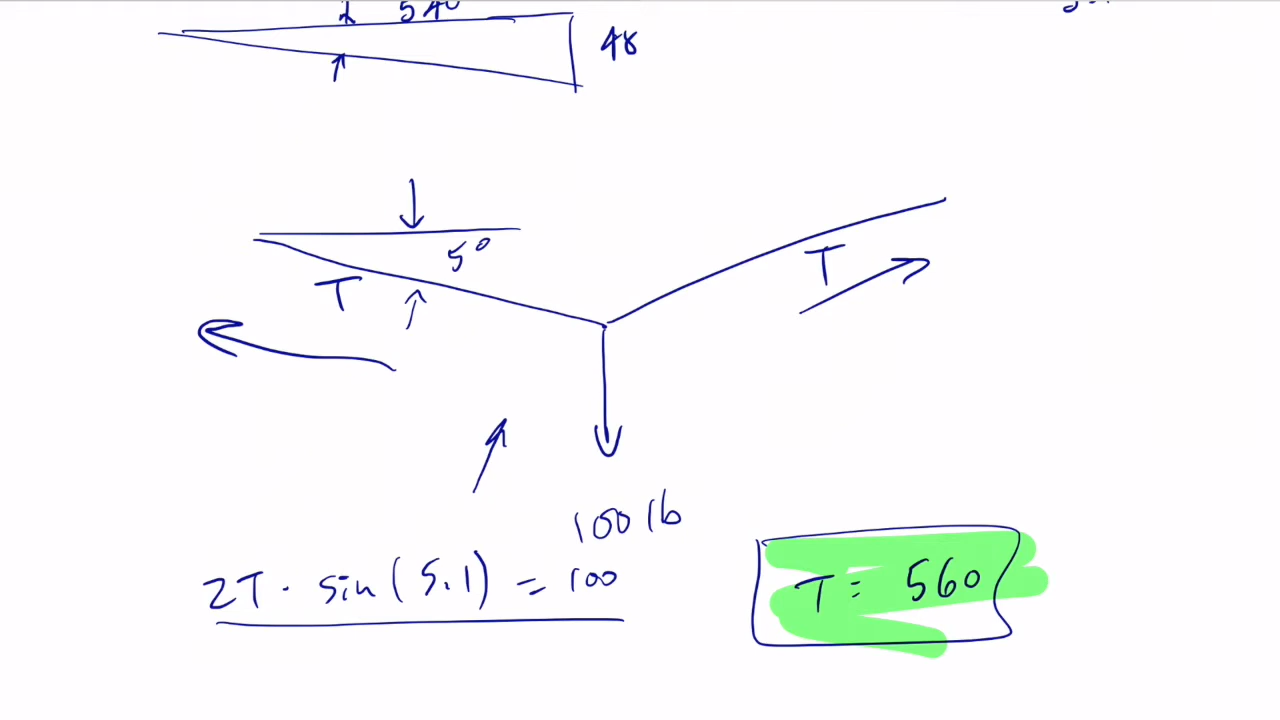 540
48
5°
T
T
100 lb
2T · sin(5.1) = 100
T = 560